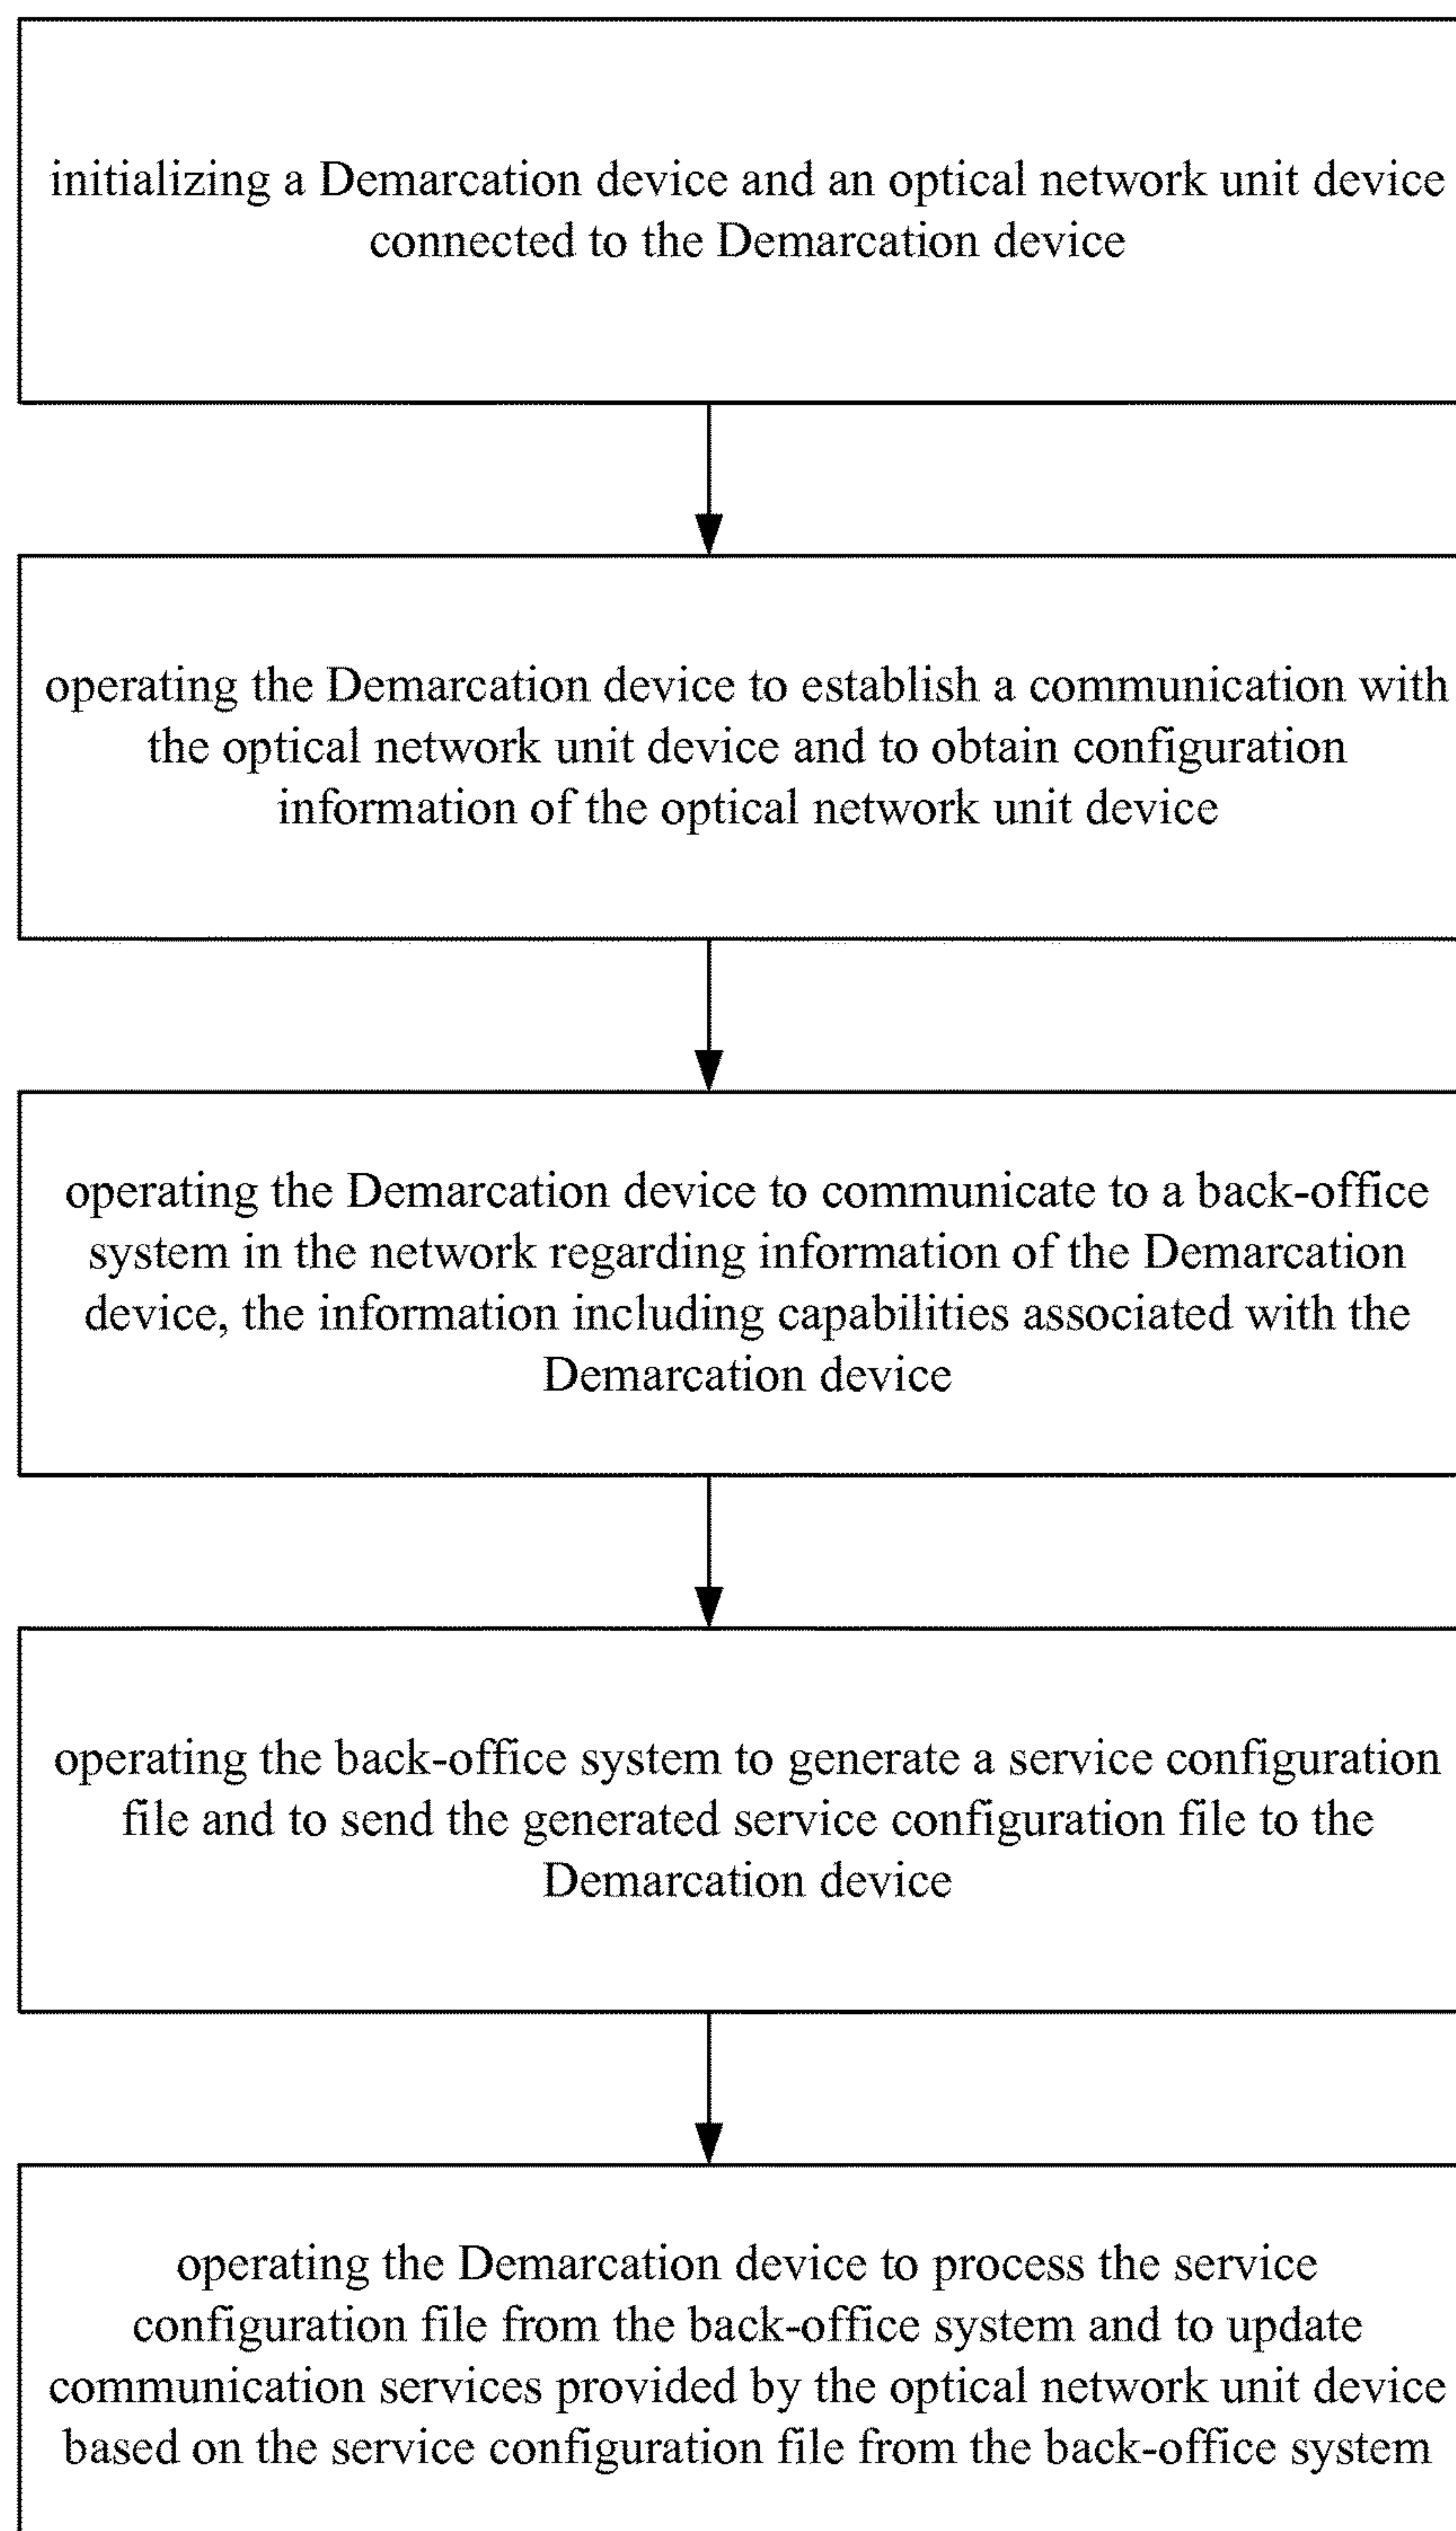 initializing a Demarcation device and an optical network unit device
connected to the Demarcation device
operating the Demarcation device to establish a communication with
the optical network unit device and to obtain configuration
information of the optical network unit device
operating the Demarcation device to communicate to a back-office
system in the network regarding information of the Demarcation
device, the information including capabilities associated with the
Demarcation device
operating the back-office system to generate a service configuration
file and to send the generated service configuration file to the
Demarcation device
operating the Demarcation device to process the service
configuration file from the back-office system and to update
communication services provided by the optical network unit device
based on the service configuration file from the back-office system